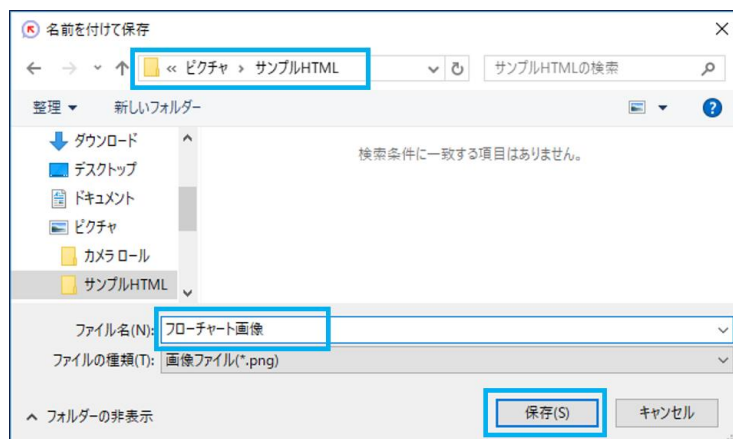 名前を付けて保存
« ピクチャ › サンプルHTML
サンプルHTMLの検索
整理 新しいフォルダー
ダウンロード
デスクトップ
ドキュメント
ピクチャ
カメラ ロール
サンプルHTML
検索条件に一致する項目はありません。
ファイル名(N): フローチャート画像
ファイルの種類(T): 画像ファイル(*.png)
フォルダーの非表示
保存(S) キャンセル